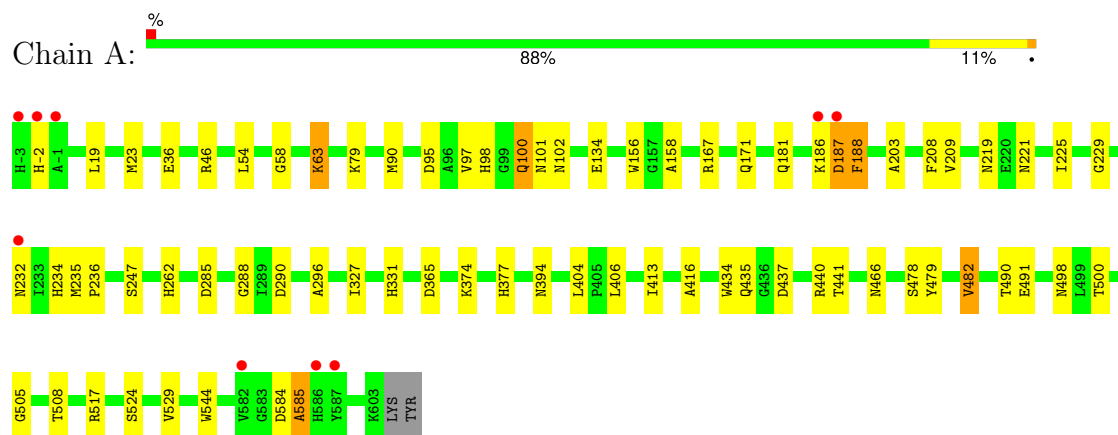 %
Chain A:
88% 11% •
H-3 H-2 A-1 L19 M23 E36 R46 L54 G58 K63 K79 M90 D95 A96 V97 H98 G99 Q100 N101 N102 E134 W156 G157 A158 R167 Q171 Q181 K186 D187 F188 A203 F208 V209 N219 E220 N221 I225 G229
N232 I233 H234 M235 P236 S247 H262 D285 G288 I289 D290 A296 I327 H331 D365 K374 H377 N394 L404 P405 L406 I413 A416 W434 Q435 G436 D437 R440 T441 N466 S478 Y479 V482 T490 E491 N498 L499 T500
G505 T508 R517 S524 V529 W544 V582 G583 D584 A585 H586 Y587 K603 LYS TYR